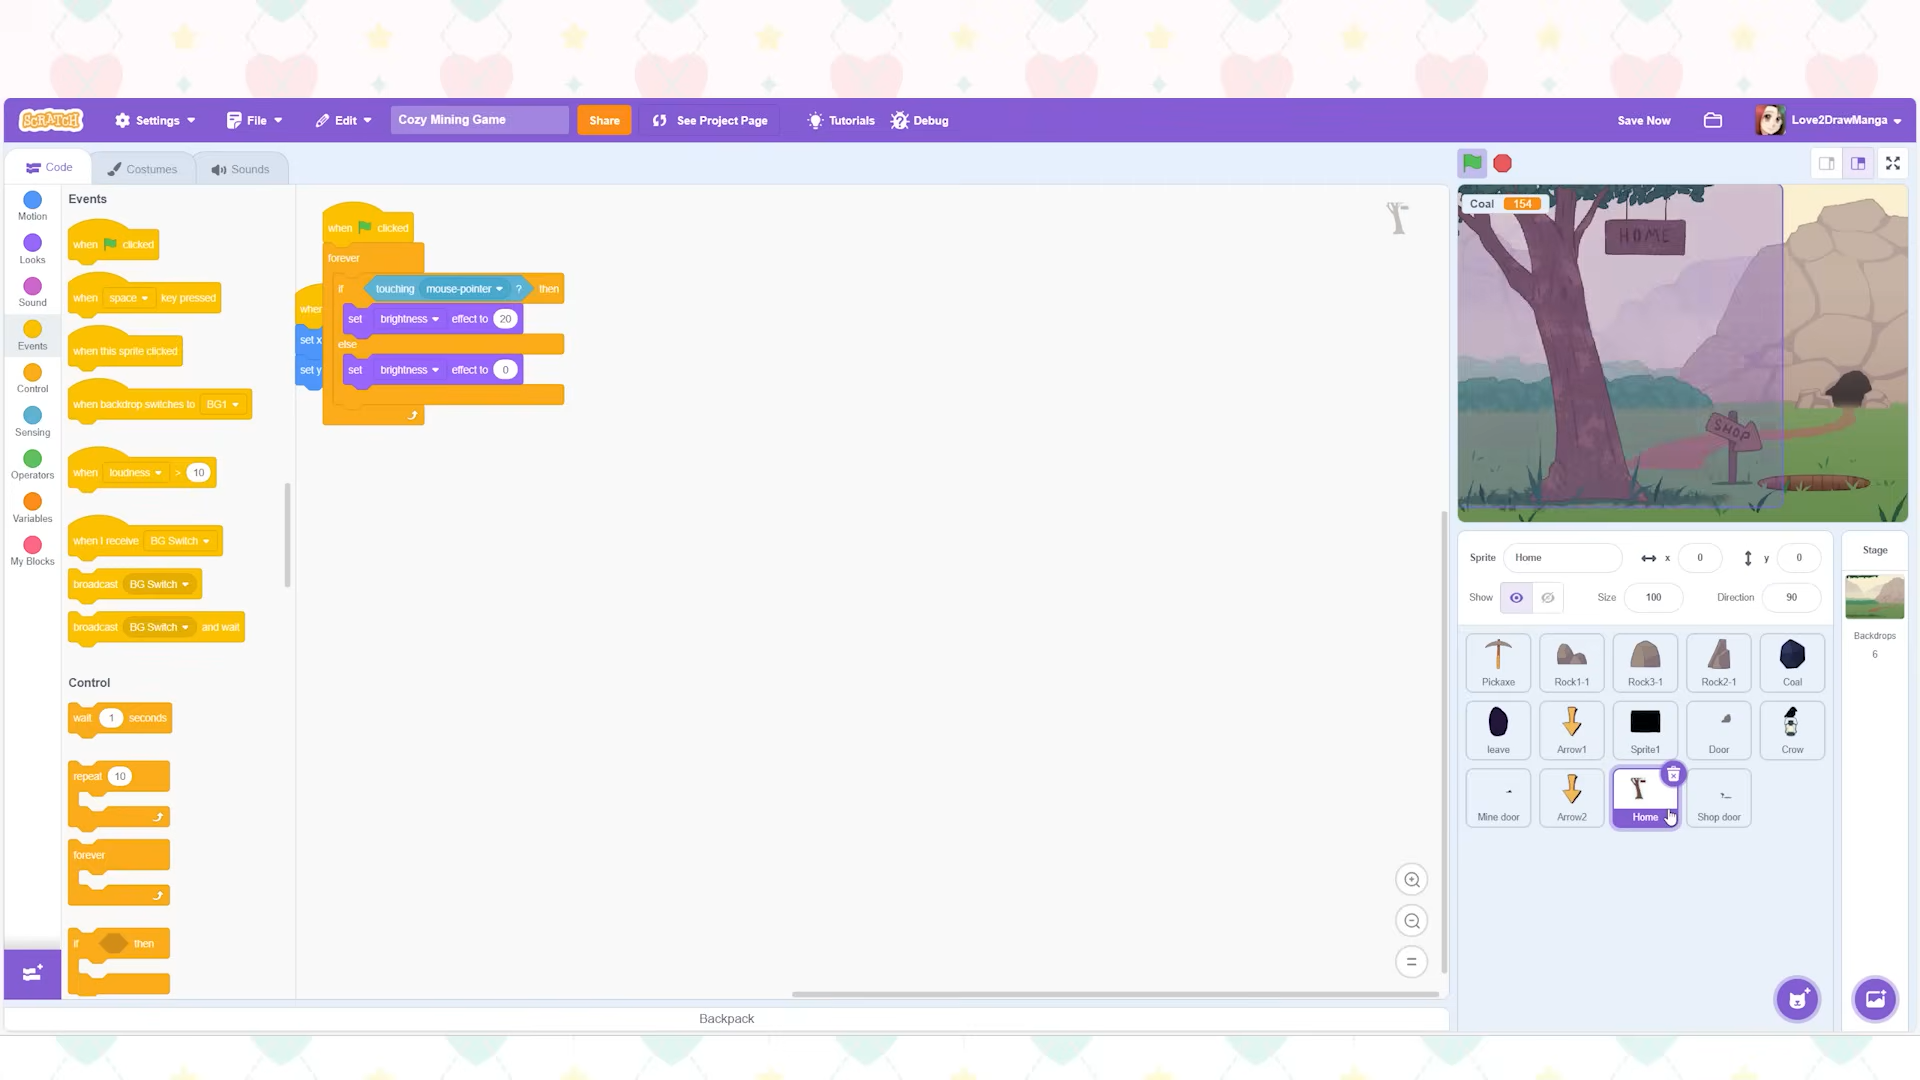 SCRATCH
Settings
File
Edit
Cozy Mining Game
Share
See Project Page
Tutorials
Debug
Save Now
Love2DrawManga
Code
Costumes
Sounds
Motion
Looks
Sound
Events
Control
Sensing
Operators
Variables
My Blocks
Events
when clicked
when space key pressed
when this sprite clicked
when backdrop switches to BG1
when loudness > 10
when I receive BG Switch
broadcast BG Switch
broadcast BG Switch and wait
Control
wait 1 seconds
repeat 10
forever
if then
when clicked
forever
if touching mouse-pointer ? then
set brightness effect to 20
else
set brightness effect to 0
when
set x
set y
Coal 154
HOME
SHOP
Sprite Home x 0 y 0
Show Size 100 Direction 90
Stage
Backdrops
6
Pickaxe Rock1-1 Rock3-1 Rock2-1 Coal
leave Arrow1 Sprite1 Door Crow
Mine door Arrow2 Home Shop door
Backpack